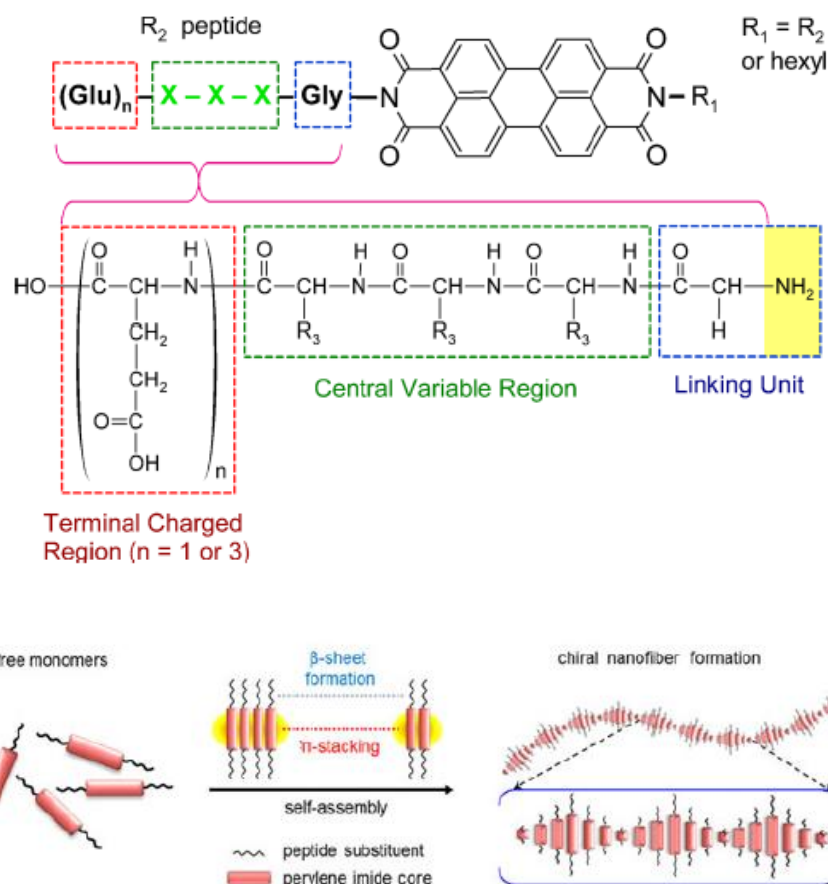 R₂ peptide
R₁ = R₂
or hexyl
(Glu)ₙ – X – X – X – Gly – N
N – R₁
O
O
O
O
HO
O
C
CH
H
N
O
C
CH
H
N
O
C
CH
H
N
O
C
CH
H
N
O
C
CH
NH₂
CH₂
R₃
R₃
R₃
H
CH₂
O=C
OH
n
Central Variable Region
Linking Unit
Terminal Charged
Region (n = 1 or 3)
ree monomers
β-sheet
formation
π-stacking
self-assembly
peptide substituent
perylene imide core
chiral nanofiber formation